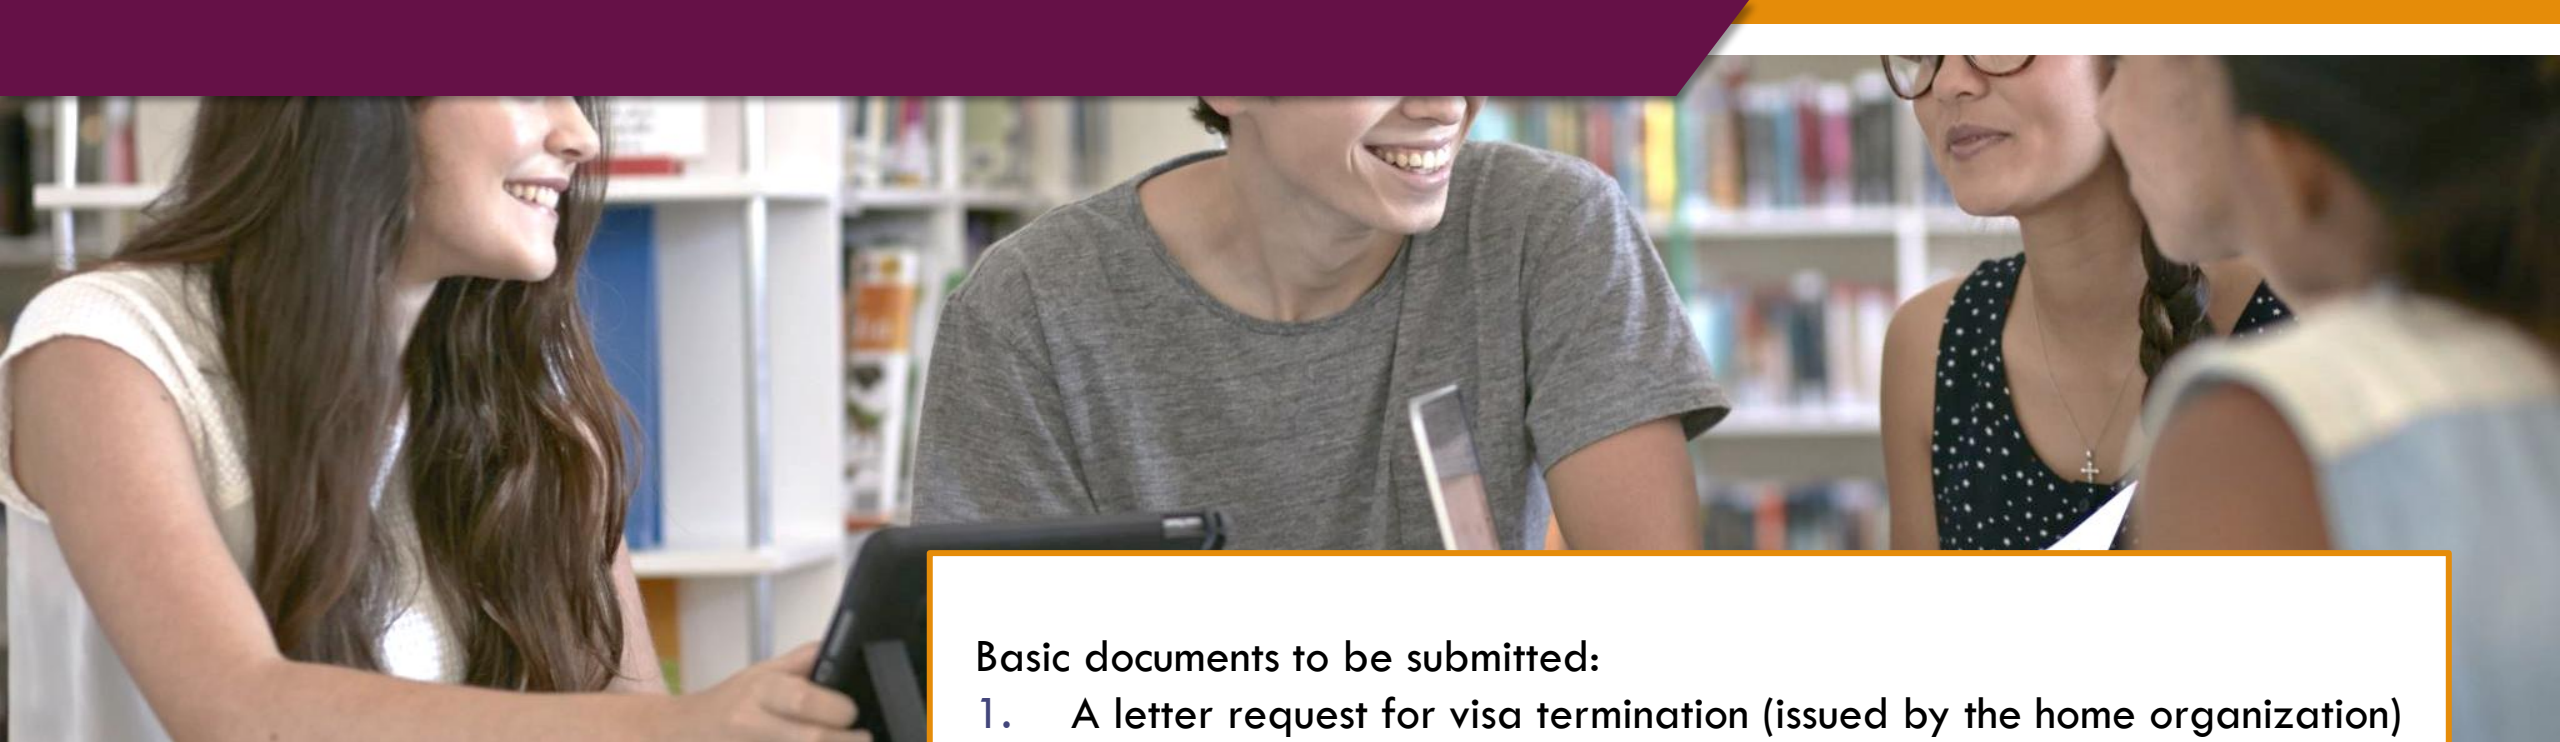 Basic documents to be submitted:
1. A letter request for visa termination (issued by the home organization)